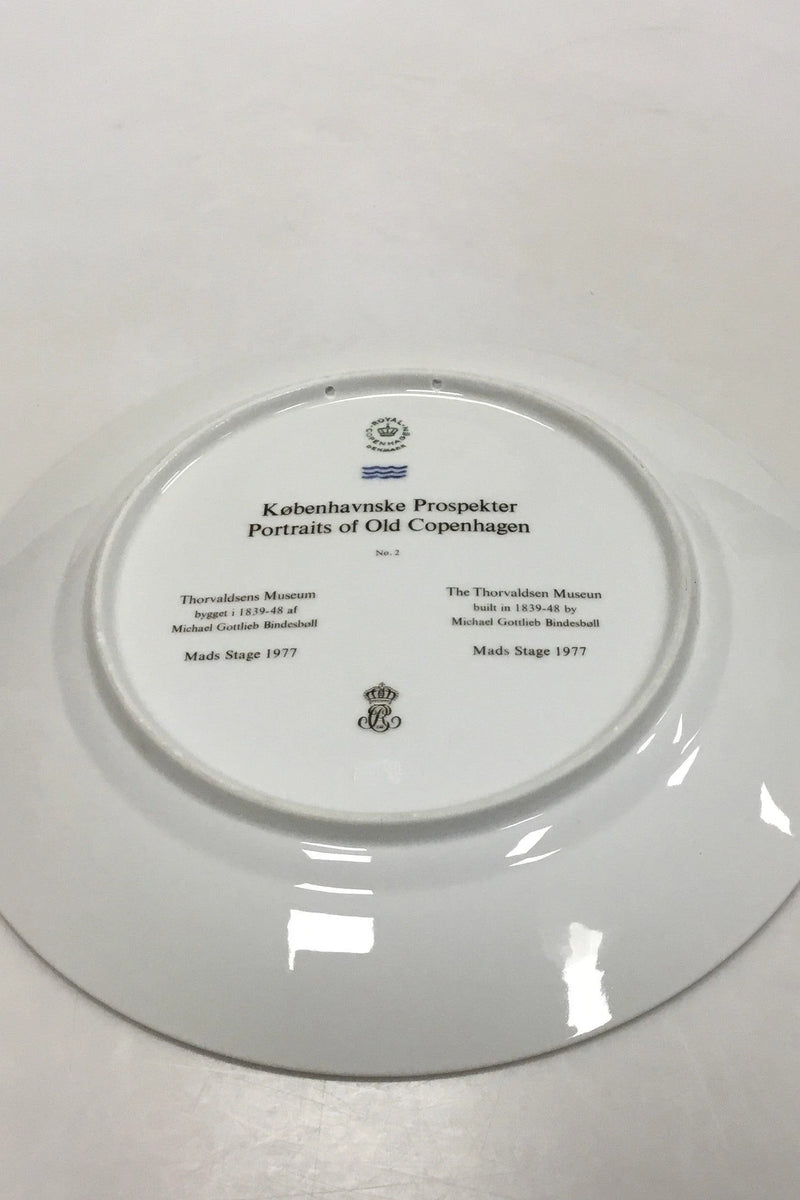 ROYAL
COPENHAGEN
DENMARK
Københavnske Prospekter
Portraits of Old Copenhagen
No. 2
Thorvaldsens Museum
bygget i 1839-48 af
Michael Gottlieb Bindesbøll
Mads Stage 1977
The Thorvaldsen Museun
built in 1839-48 by
Michael Gottlieb Bindesbøll
Mads Stage 1977